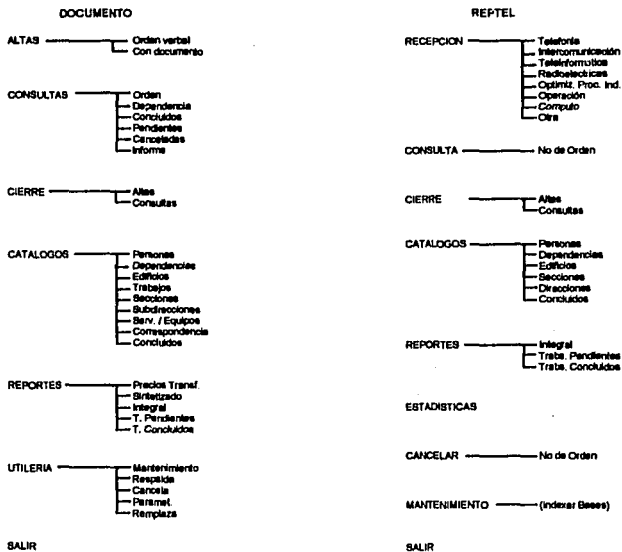 DOCUMENTO
ALTAS
Orden verbal
Con documento
CONSULTAS
Orden
Dependencia
Concluidos
Pendientes
Canceladas
Informe
CIERRE
Altas
Consultas
CATALOGOS
Personas
Dependencias
Edificios
Trabajos
Secciones
Subdirecciones
Serv. / Equipos
Correspondencia
Concluidos
REPORTES
Precios Transf.
Sintetizado
Integral
T. Pendientes
T. Concluidos
UTILERIA
Mantenimiento
Respalda
Cancela
Paramet.
Remplaza
SALIR
REPTEL
RECEPCION
Telefonia
Intercomunicación
Teleinformatica
Radioelectricas
Optimiz. Proc. Ind.
Operación
Computo
Otra
CONSULTA
No de Orden
CIERRE
Altas
Consultas
CATALOGOS
Personas
Dependencias
Edificios
Secciones
Direcciones
Concluidos
REPORTES
Integral
Trabs. Pendientes
Trabs. Concluidos
ESTADISTICAS
CANCELAR
No de Orden
MANTENIMIENTO
(Indexar Bases)
SALIR